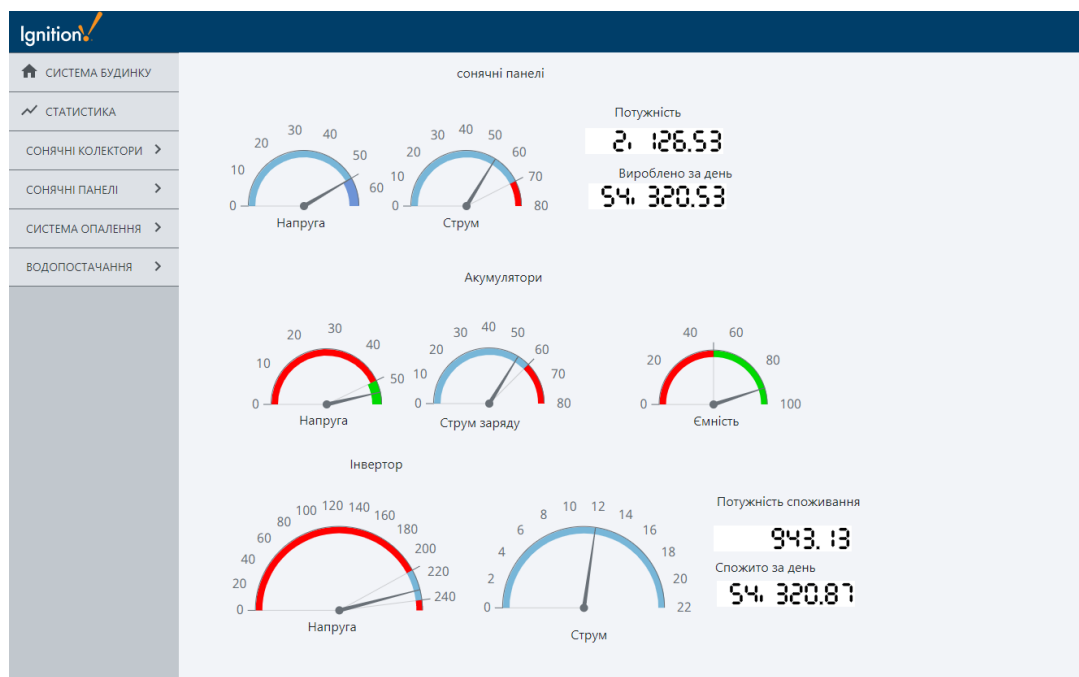 Ignition!
СИСТЕМА БУДИНКУ
СТАТИСТИКА
СОНЯЧНІ КОЛЕКТОРИ
СОНЯЧНІ ПАНЕЛІ
СИСТЕМА ОПАЛЕННЯ
ВОДОПОСТАЧАННЯ
сонячні панелі
0 10 20 30 40 50 60
Напруга
0 10 20 30 40 50 60 70 80
Струм
Потужність
2,126.53
Вироблено за день
54,320.53
Акумулятори
0 10 20 30 40 50
Напруга
0 10 20 30 40 50 60 70 80
Струм заряду
0 20 40 60 80 100
Ємність
Інвертор
0 20 40 60 80 100 120 140 160 180 200 220 240
Напруга
0 2 4 6 8 10 12 14 16 18 20 22
Струм
Потужність споживання
943.13
Спожито за день
54,320.87